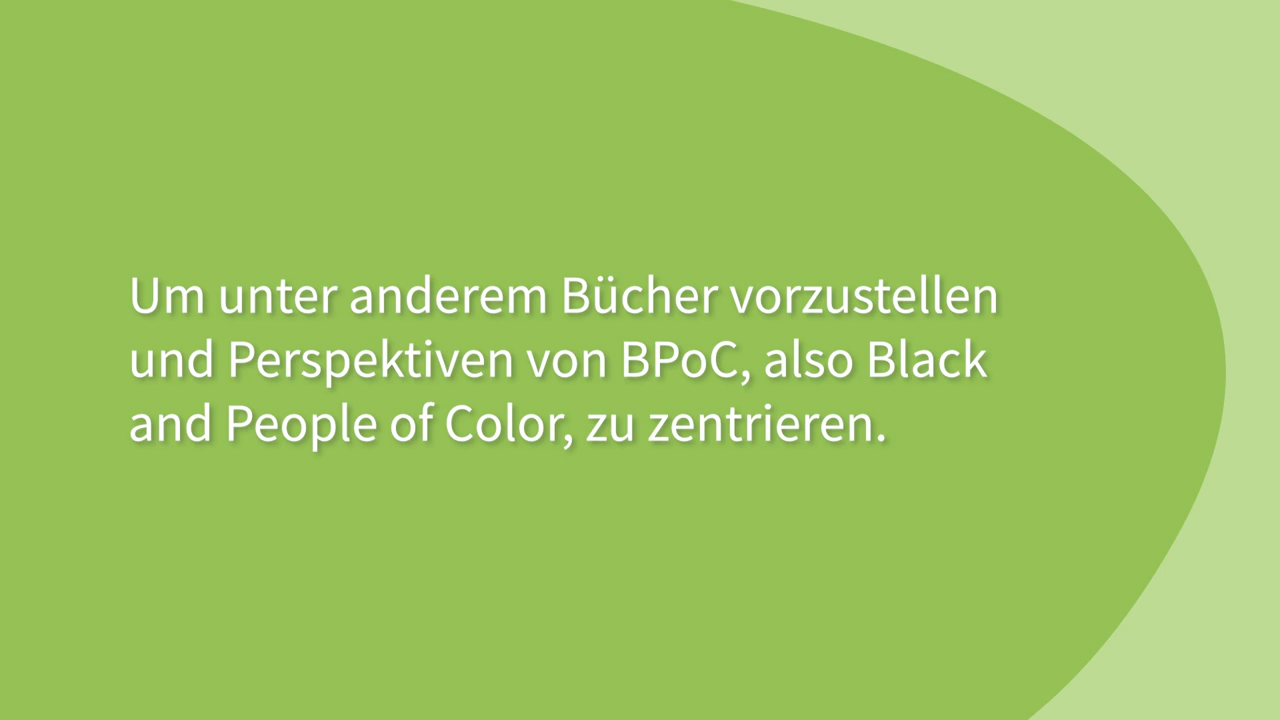 Um unter anderem Bücher vorzustellen
und Perspektiven von BPoC, also Black
and People of Color, zu zentrieren.